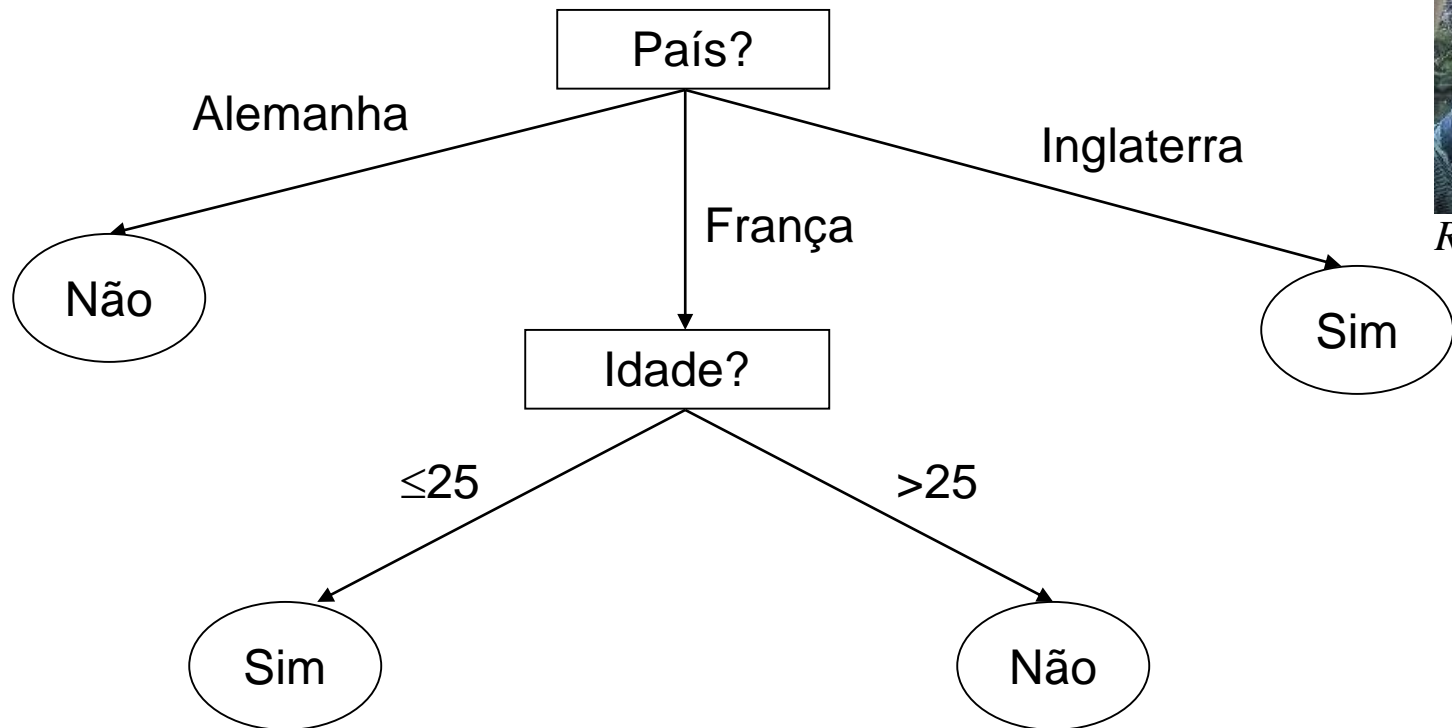 País?
Alemanha
Inglaterra
França
Não
Sim
Idade?
≤25
>25
Sim
Não